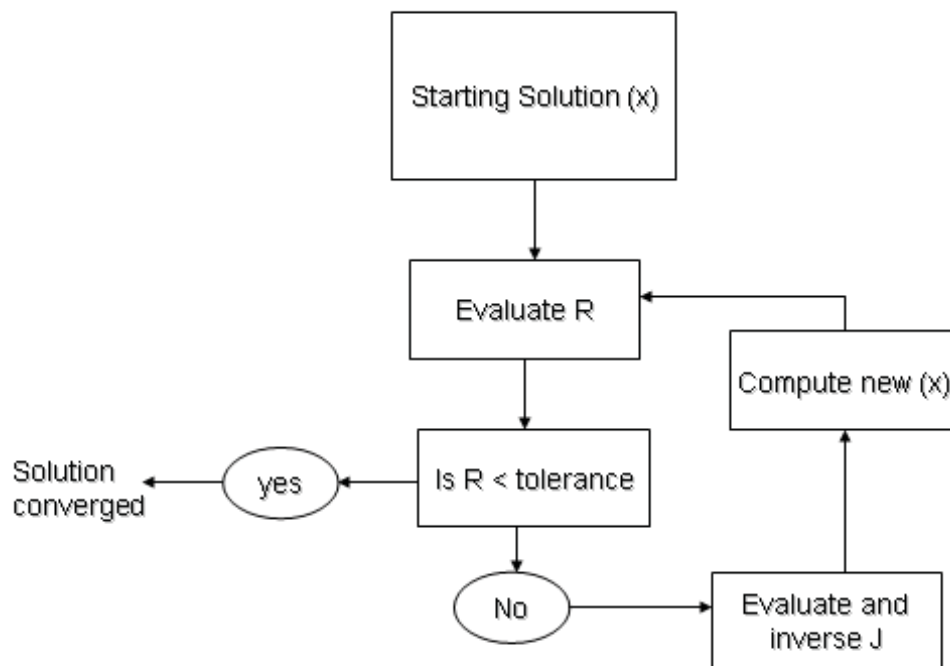 Starting Solution (x)
Evaluate R
Compute new (x)
Is R < tolerance
yes
Solution
converged
No
Evaluate and
inverse J